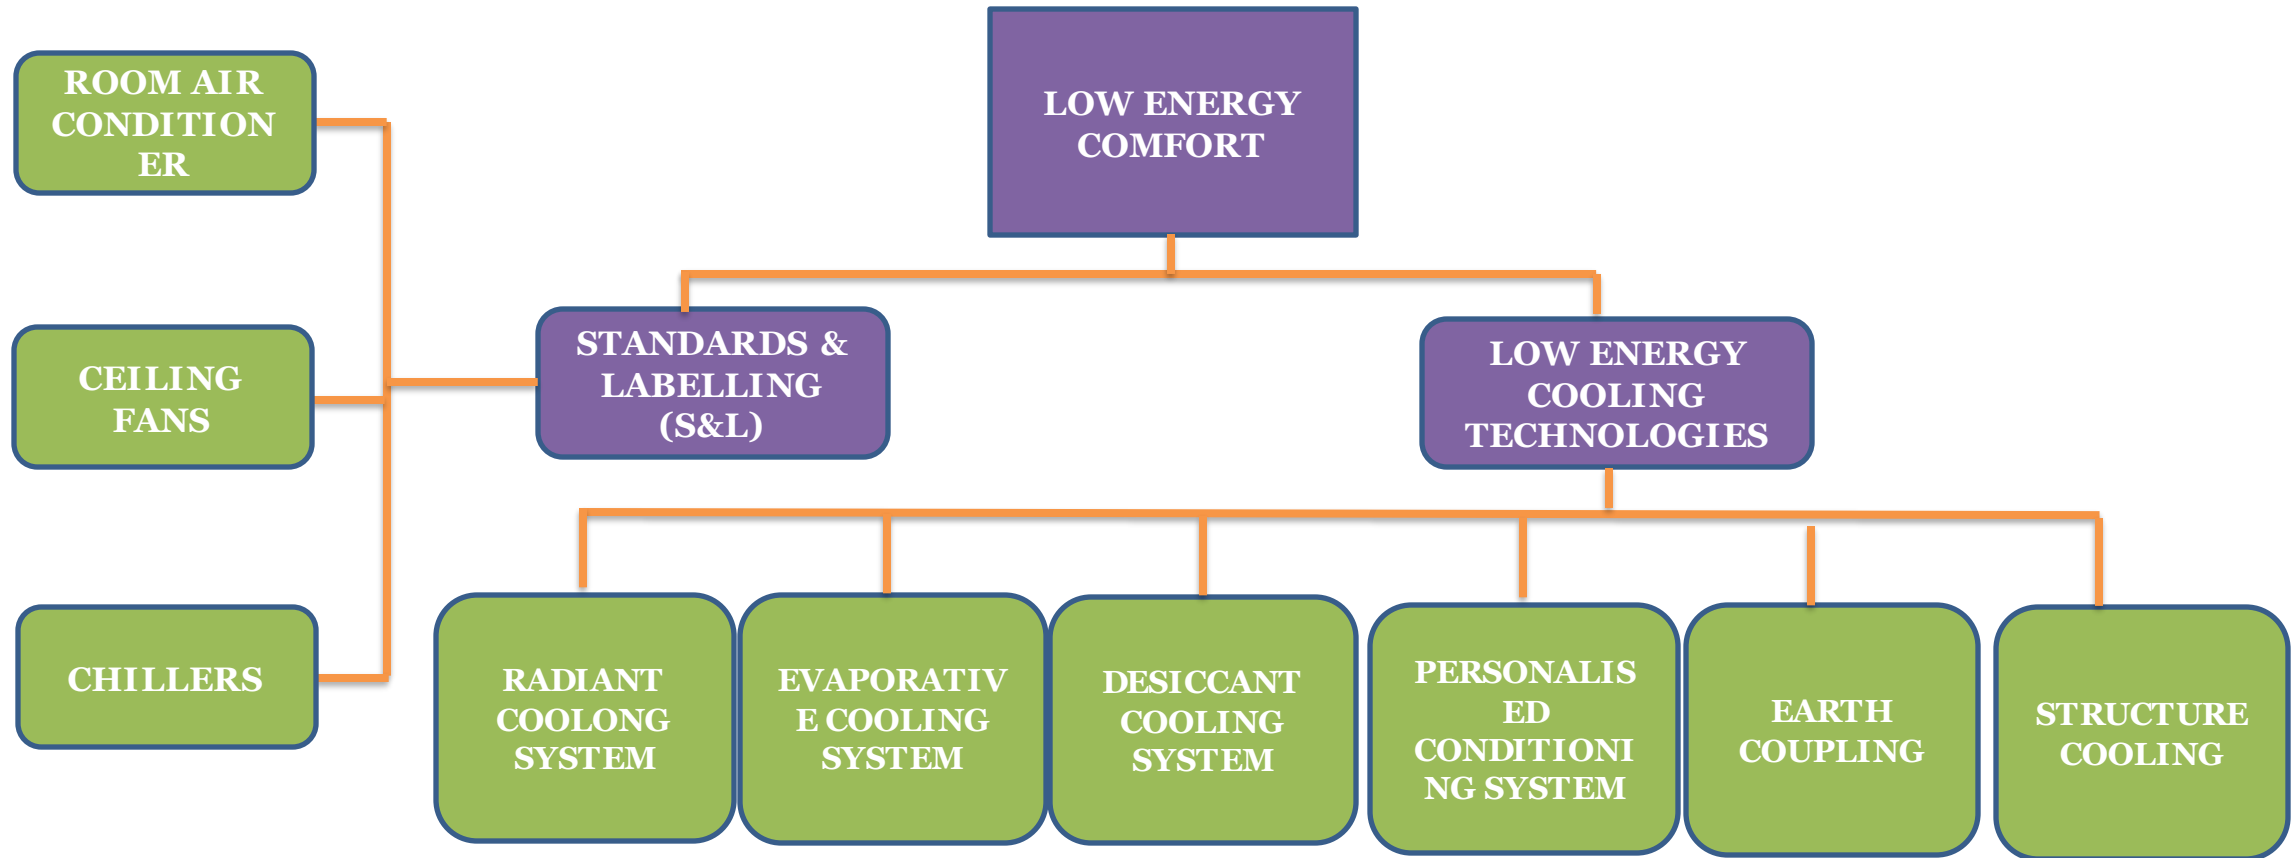 LOW ENERGY
COMFORT
ROOM AIR
CONDITION
ER
CEILING
FANS
CHILLERS
STANDARDS &
LABELLING
(S&L)
LOW ENERGY
COOLING
TECHNOLOGIES
RADIANT
COOLONG
SYSTEM
EVAPORATIV
E COOLING
SYSTEM
DESICCANT
COOLING
SYSTEM
PERSONALIS
ED
CONDITIONI
NG SYSTEM
EARTH
COUPLING
STRUCTURE
COOLING